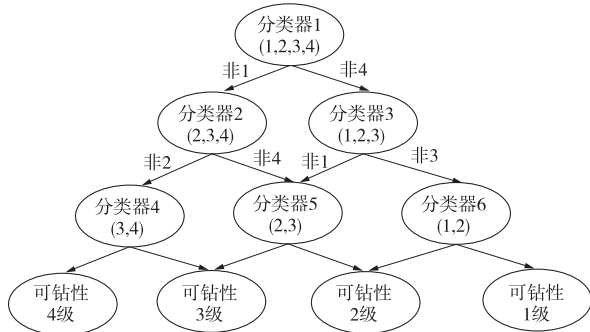 分类器1
(1,2,3,4)
非1
非4
分类器2
(2,3,4)
分类器3
(1,2,3)
非2
非4
非1
非3
分类器4
(3,4)
分类器5
(2,3)
分类器6
(1,2)
可钻性
4级
可钻性
3级
可钻性
2级
可钻性
1级